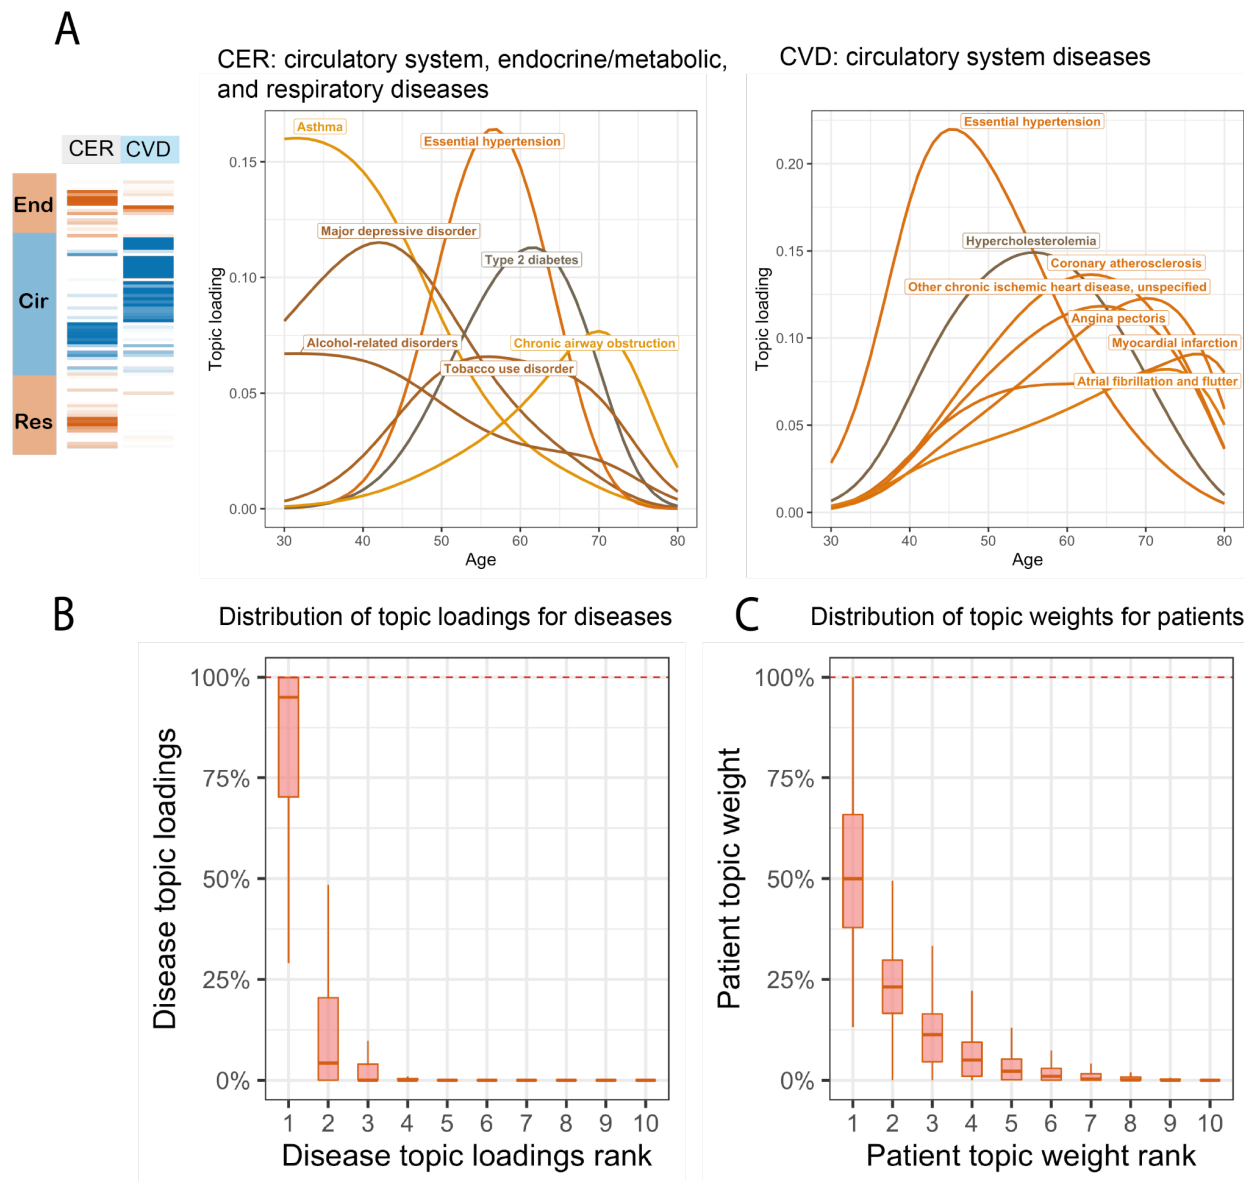 A
CER: circulatory system, endocrine/metabolic,
and respiratory diseases
CVD: circulatory system diseases
CER CVD
End
Cir
Res
Topic loading
0.15
0.10
0.05
0.00
Asthma
Essential hypertension
Major depressive disorder
Type 2 diabetes
Alcohol-related disorders
Chronic airway obstruction
Tobacco use disorder
30 40 50 60 70 80
Age
Topic loading
0.20
0.15
0.10
0.05
0.00
Essential hypertension
Hypercholesterolemia
Coronary atherosclerosis
Other chronic ischemic heart disease, unspecified
Angina pectoris
Myocardial infarction
Atrial fibrillation and flutter
30 40 50 60 70 80
Age
B
Distribution of topic loadings for diseases
Disease topic loadings
100%
75%
50%
25%
0%
1 2 3 4 5 6 7 8 9 10
Disease topic loadings rank
C
Distribution of topic weights for patients
Patient topic weight
100%
75%
50%
25%
0%
1 2 3 4 5 6 7 8 9 10
Patient topic weight rank